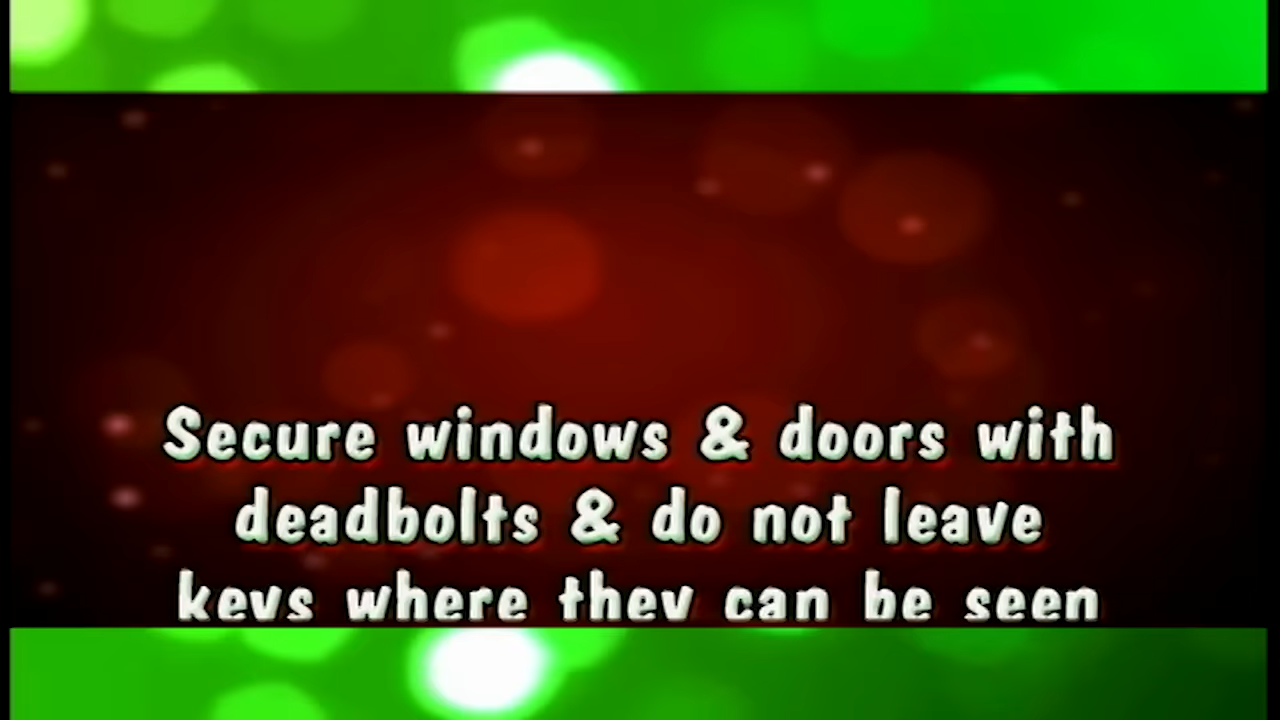 Secure windows & doors with
deadbolts & do not leave
keys where they can be seen